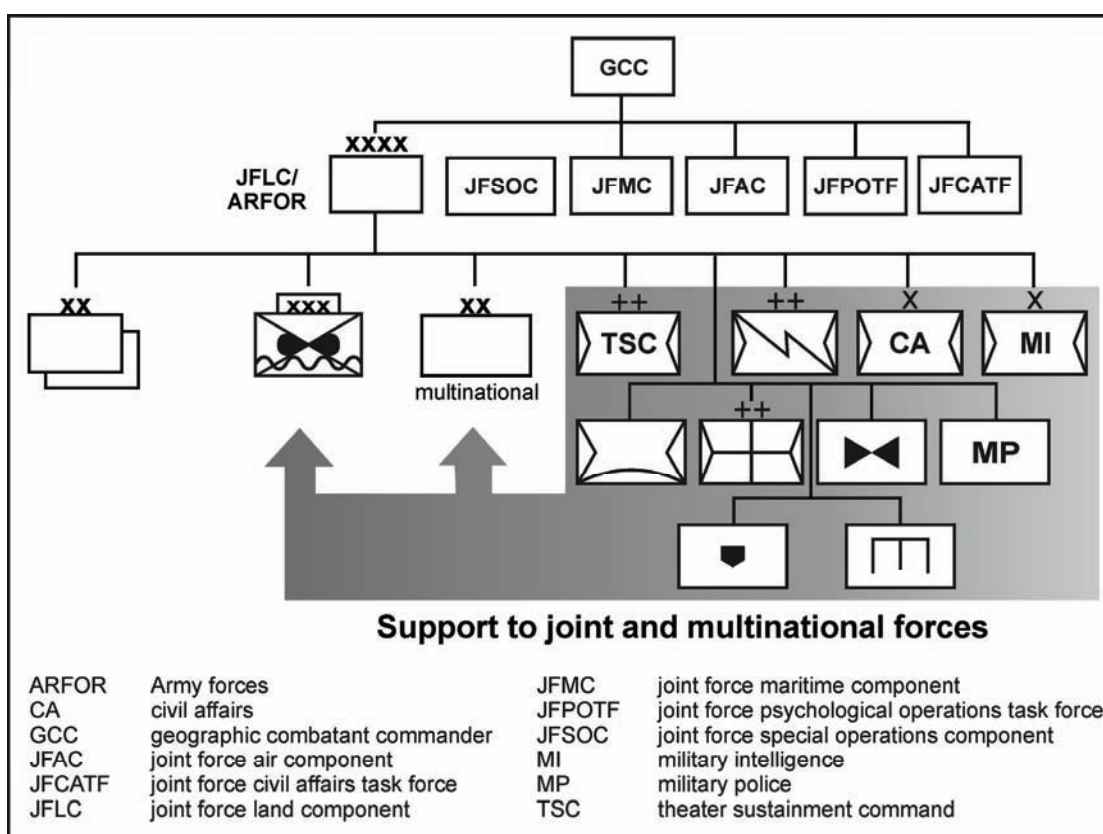 GCC
XXXX
JFLC/
ARFOR
JFSOC
JFMC
JFAC
JFPOTF
JFCATF
XX
XXX
XX
multinational
++
TSC
++
X
CA
X
MI
++
MP
Support to joint and multinational forces
ARFOR Army forces
CA civil affairs
GCC geographic combatant commander
JFAC joint force air component
JFCATF joint force civil affairs task force
JFLC joint force land component
JFMC joint force maritime component
JFPOTF joint force psychological operations task force
JFSOC joint force special operations component
MI military intelligence
MP military police
TSC theater sustainment command